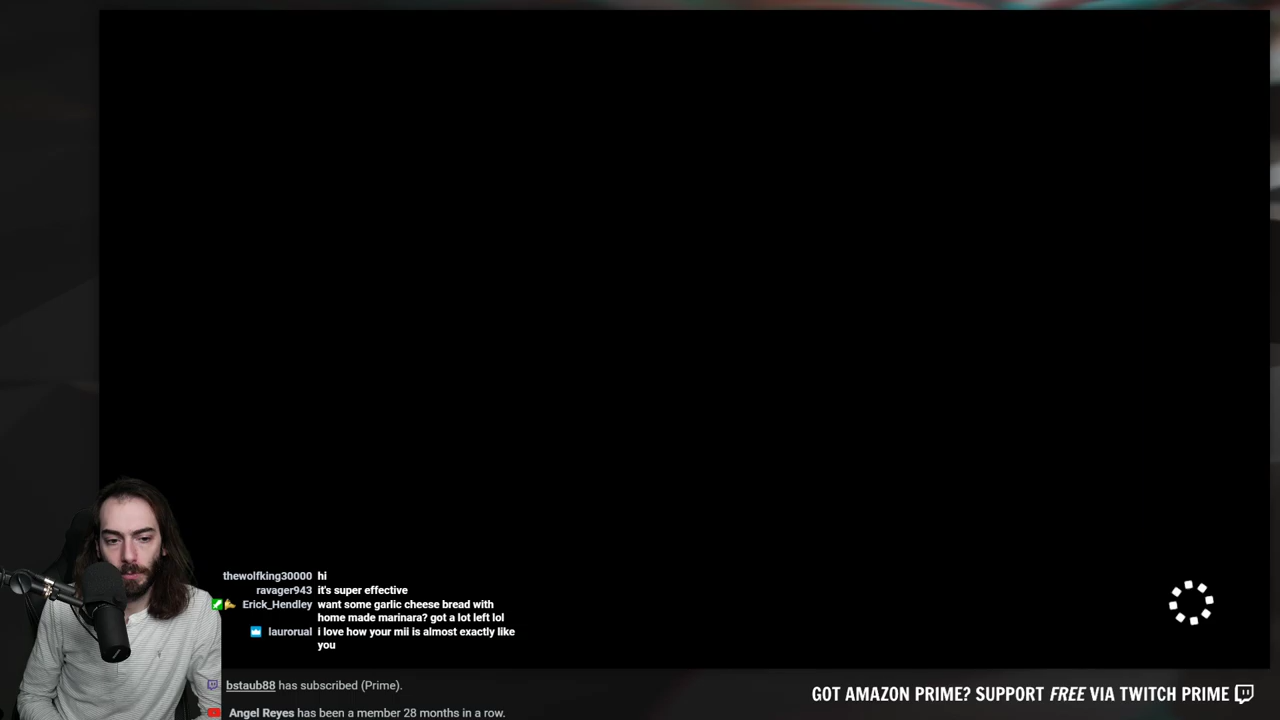 thewolfking30000 hi
ravager943 it's super effective
Erick_Hendley want some garlic cheese bread with
home made marinara? got a lot left lol
laurorual i love how your mii is almost exactly like
you
bstaub88 has subscribed (Prime).
Angel Reyes has been a member 28 months in a row.
GOT AMAZON PRIME? SUPPORT FREE VIA TWITCH PRIME